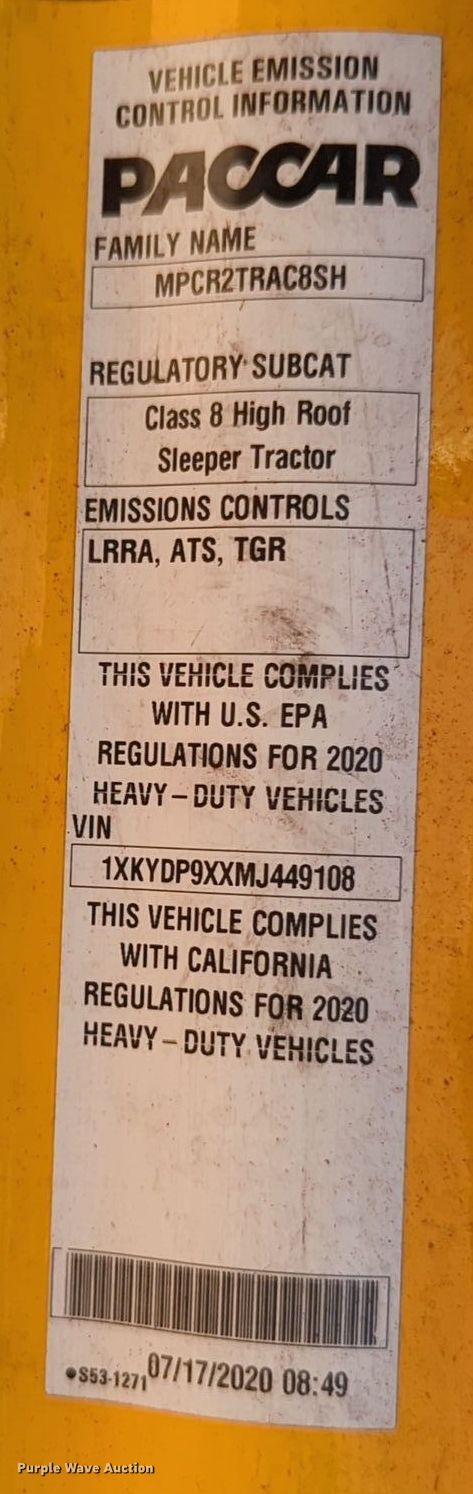 VEHICLE EMISSION
CONTROL INFORMATION
PACCAR
FAMILY NAME
MPCR2TRAC8SH
REGULATORY SUBCAT
Class 8 High Roof
Sleeper Tractor
EMISSIONS CONTROLS
LRRA, ATS, TGR
THIS VEHICLE COMPLIES
WITH U.S. EPA
REGULATIONS FOR 2020
HEAVY-DUTY VEHICLES
VIN
1XKYDP9XXMJ449108
THIS VEHICLE COMPLIES
WITH CALIFORNIA
REGULATIONS FOR 2020
HEAVY-DUTY VEHICLES
●S53-1271 07/17/2020 08:49
Purple Wave Auction